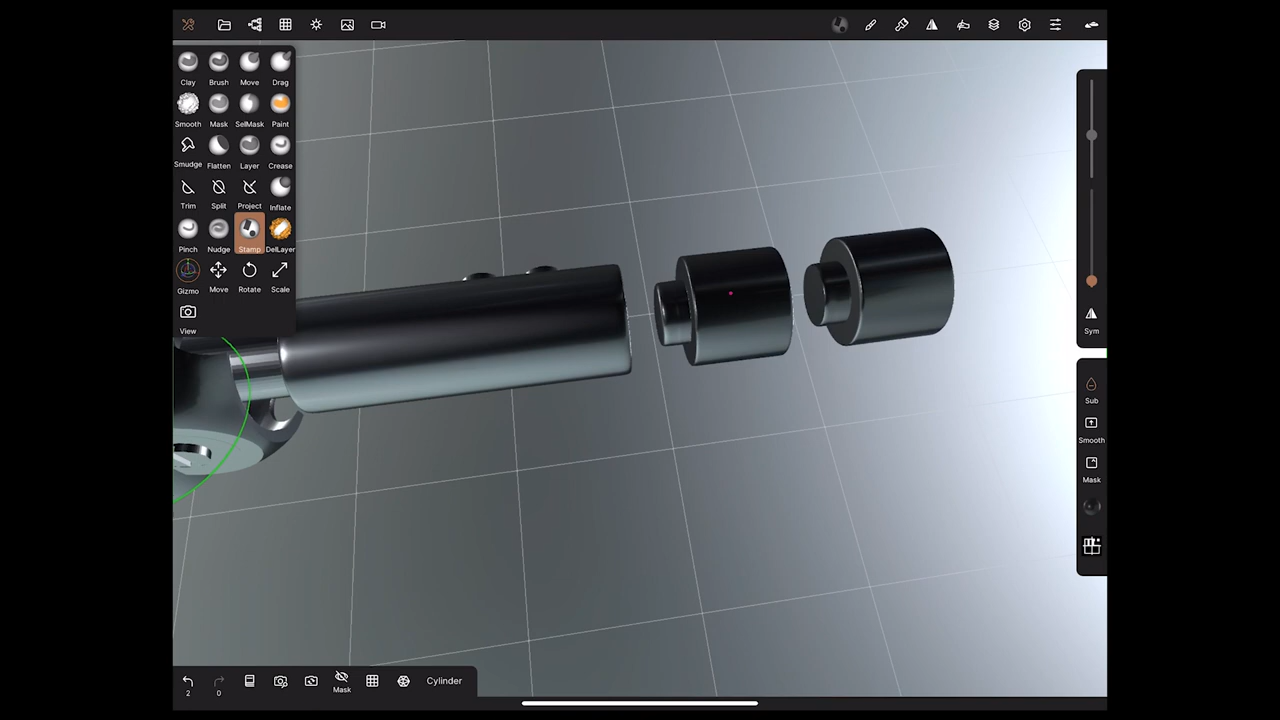 Clay Brush Move Drag
Smooth Mask SelMask Paint
Smudge Flatten Layer Crease
Trim Split Project Inflate
Pinch Nudge Stamp DelLayer
Gizmo Move Rotate Scale
View
Sym
Sub
Smooth
Mask
2 0 Mask Cylinder